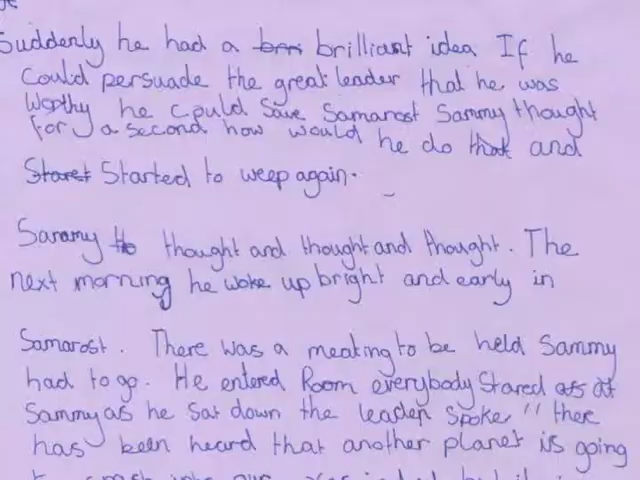 Suddenly he had a brilliant idea If he
Could persuade the great leader that he was
worthy he could Save Samarost Sammy thought
for a second how would he do that and
Started to weep again.
Sammy thought and thought and thought. The
next morning he woke up bright and early in
Samarost. There was a meating to be held Sammy
had to go. He entered Room everybody Stared at
Sammy as he Sat down the leader Spoke "there
has been heard that another planet is going